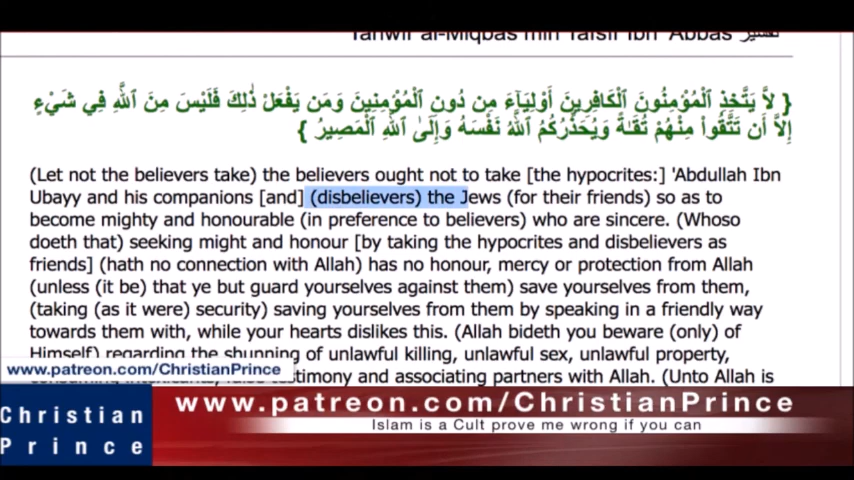 Tanwîr al-Miqbâs min Tafsîr Ibn ‘Abbâs تفسير
{ لاَّ يَتَّخِذِ ٱلْمُؤْمِنُونَ ٱلْكَافِرِينَ أَوْلِيَآءَ مِن دُونِ ٱلْمُؤْمِنِينَ وَمَن يَفْعَلْ ذٰلِكَ فَلَيْسَ مِنَ ٱللَّهِ فِي شَيْءٍ
إِلاَّ أَن تَتَّقُواْ مِنْهُمْ تُقَـٰةً وَيُحَذِّرُكُمُ ٱللَّهُ نَفْسَهُ وَإِلَىٰ ٱللَّهِ ٱلْمَصِيرُ }
(Let not the believers take) the believers ought not to take [the hypocrites:] 'Abdullah Ibn
Ubayy and his companions [and] (disbelievers) the Jews (for their friends) so as to
become mighty and honourable (in preference to believers) who are sincere. (Whoso
doeth that) seeking might and honour [by taking the hypocrites and disbelievers as
friends] (hath no connection with Allah) has no honour, mercy or protection from Allah
(unless (it be) that ye but guard yourselves against them) save yourselves from them,
(taking (as it were) security) saving yourselves from them by speaking in a friendly way
towards them with, while your hearts dislikes this. (Allah bideth you beware (only) of
Himself) regarding the shunning of unlawful killing, unlawful sex, unlawful property,
testimony and associating partners with Allah. (Unto Allah is
www.patreon.com/ChristianPrince
Christian
Prince
www.patreon.com/ChristianPrince
Islam is a Cult prove me wrong if you can